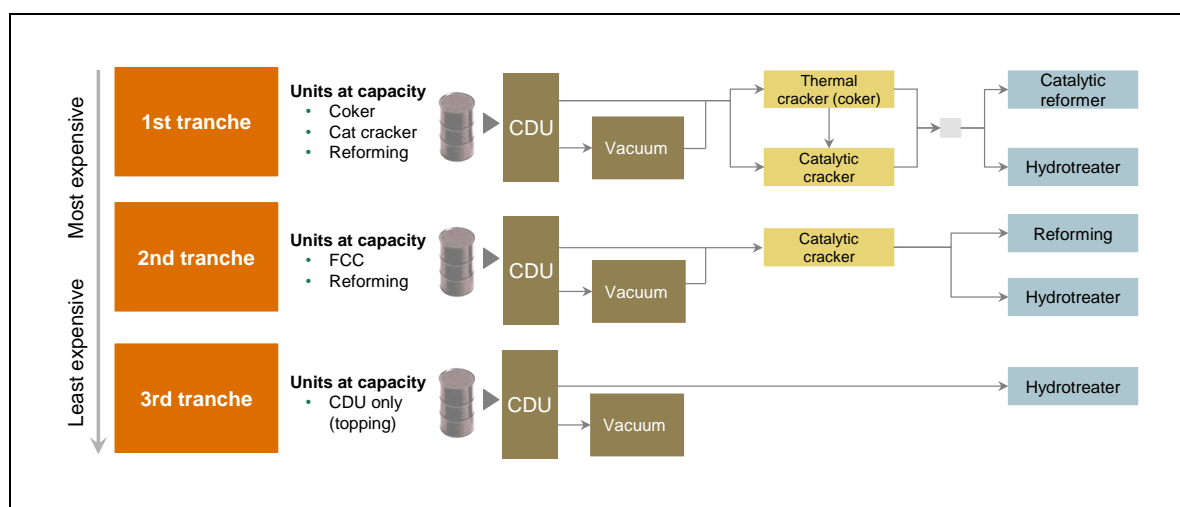 Most expensive
Least expensive
1st tranche
Units at capacity
• Coker
• Cat cracker
• Reforming
CDU
Vacuum
Thermal
cracker (coker)
Catalytic
cracker
Catalytic
reformer
Hydrotreater
2nd tranche
Units at capacity
• FCC
• Reforming
CDU
Vacuum
Catalytic
cracker
Reforming
Hydrotreater
3rd tranche
Units at capacity
• CDU only
(topping)
CDU
Vacuum
Hydrotreater